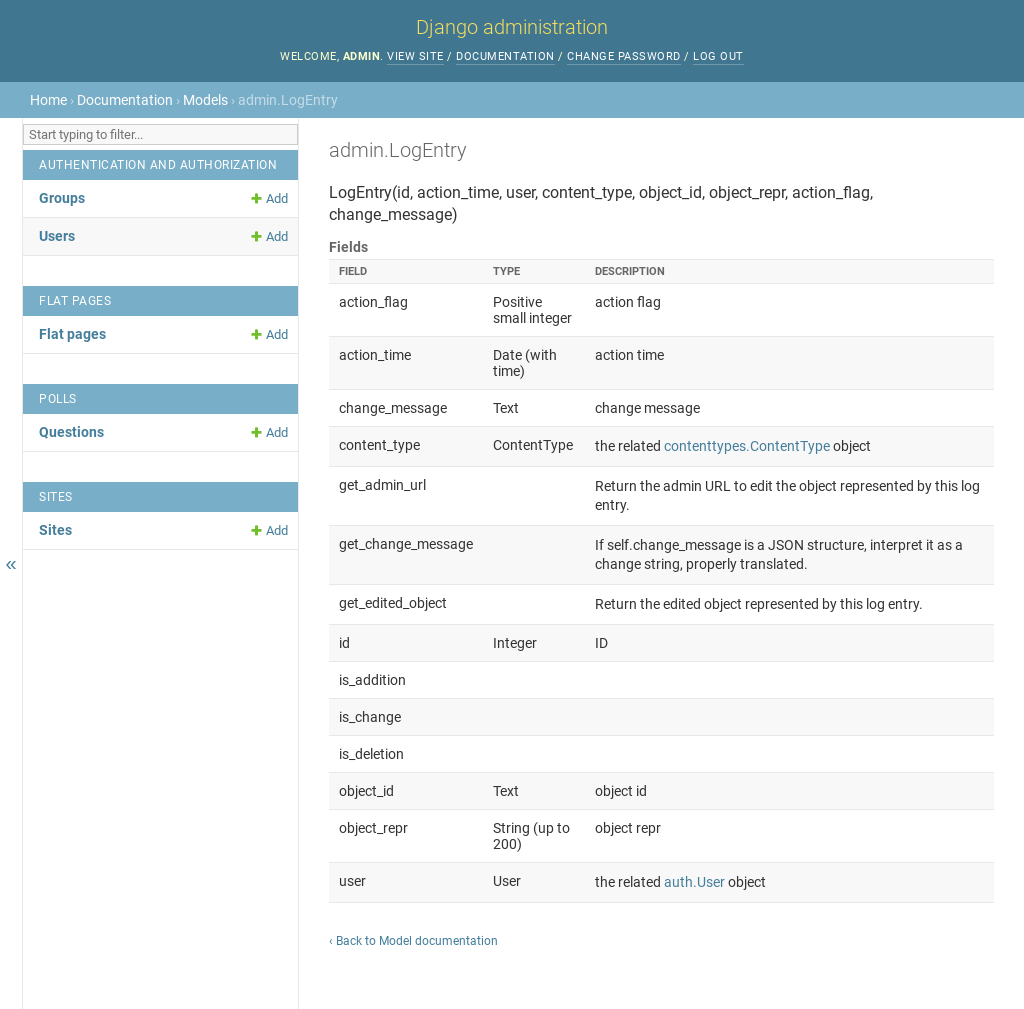 Django administration
WELCOME, ADMIN. VIEW SITE / DOCUMENTATION / CHANGE PASSWORD / LOG OUT
Home › Documentation › Models › admin.LogEntry
Start typing to filter...
AUTHENTICATION AND AUTHORIZATION
Groups Add
Users Add
FLAT PAGES
Flat pages Add
POLLS
Questions Add
SITES
Sites Add
«
admin.LogEntry
LogEntry(id, action_time, user, content_type, object_id, object_repr, action_flag,
change_message)
Fields
FIELD TYPE DESCRIPTION
action_flag Positive action flag
small integer
action_time Date (with action time
time)
change_message Text change message
content_type ContentType the related contenttypes.ContentType object
get_admin_url Return the admin URL to edit the object represented by this log
entry.
get_change_message If self.change_message is a JSON structure, interpret it as a
change string, properly translated.
get_edited_object Return the edited object represented by this log entry.
id Integer ID
is_addition
is_change
is_deletion
object_id Text object id
object_repr String (up to object repr
200)
user User the related auth.User object
‹ Back to Model documentation